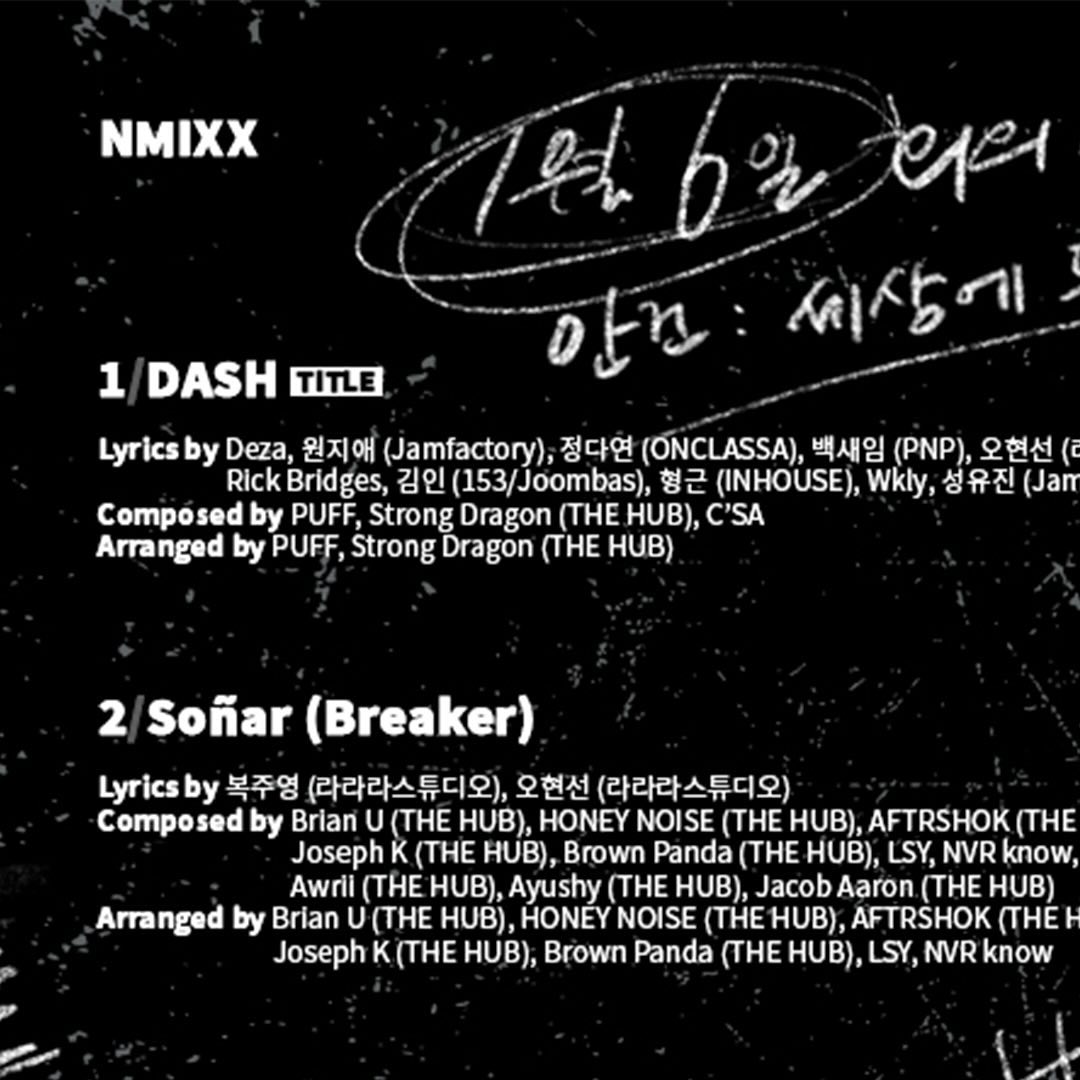 NMIXX
1월 6일 회의
안건 : 세상에
1/DASH TITLE
Lyrics by Deza, 원지애 (Jamfactory), 정다연 (ONCLASSA), 백새임 (PNP), 오현선
Rick Bridges, 김인 (153/Joombas), 형근 (INHOUSE), Wkly, 성유진 (Jam
Composed by PUFF, Strong Dragon (THE HUB), C'SA
Arranged by PUFF, Strong Dragon (THE HUB)
2/Soñar (Breaker)
Lyrics by 복주영 (라라라스튜디오), 오현선 (라라라스튜디오)
Composed by Brian U (THE HUB), HONEY NOISE (THE HUB), AFTRSHOK (THE
Joseph K (THE HUB), Brown Panda (THE HUB), LSY, NVR know,
Awrii (THE HUB), Ayushy (THE HUB), Jacob Aaron (THE HUB)
Arranged by Brian U (THE HUB), HONEY NOISE (THE HUB), AFTRSHOK (THE H
Joseph K (THE HUB), Brown Panda (THE HUB), LSY, NVR know